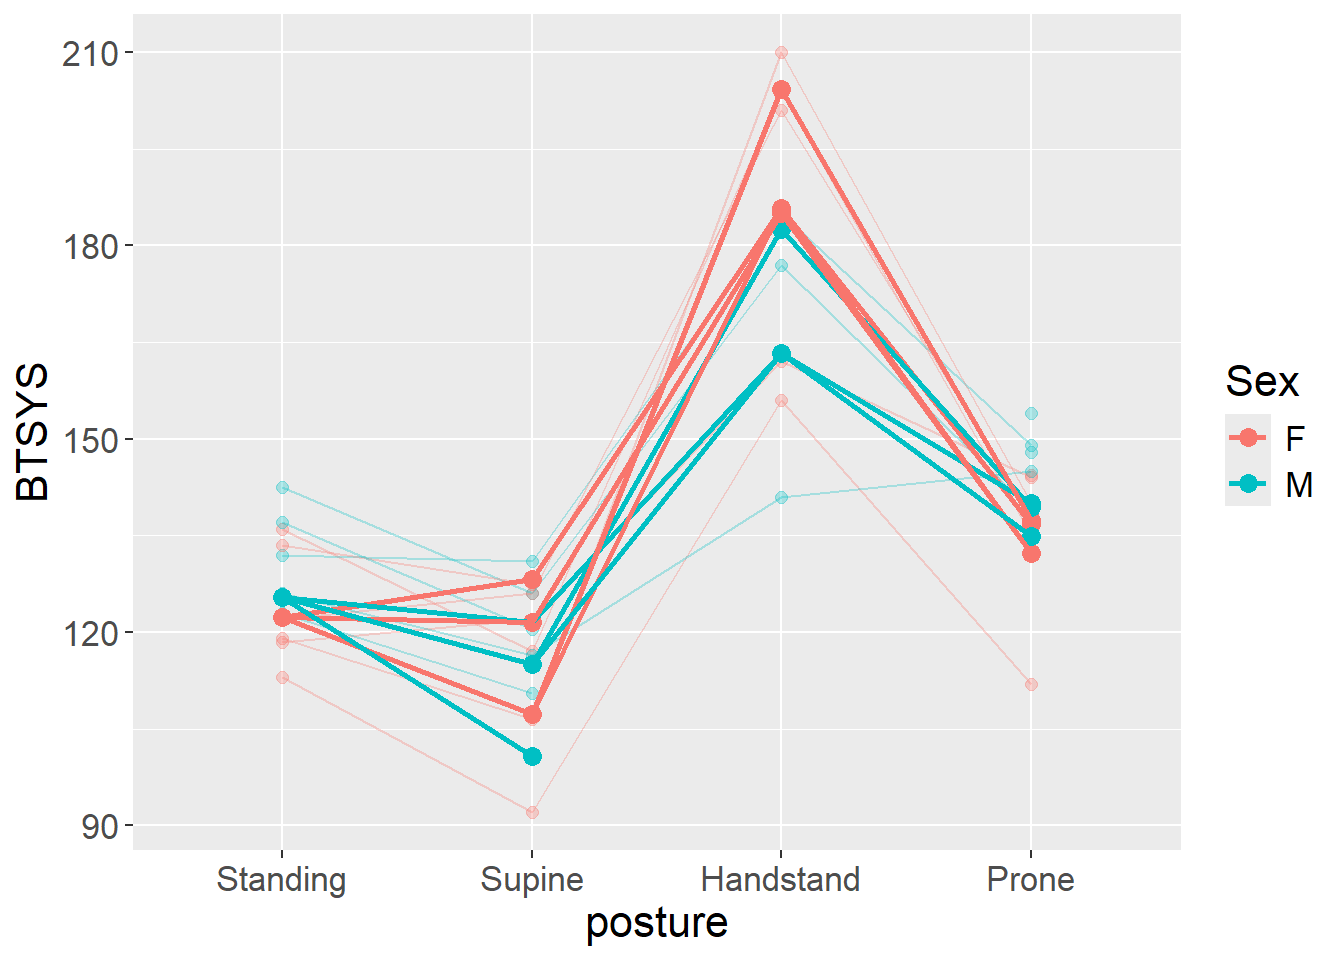 210
180
150
120
90
BTSYS
Standing Supine Handstand Prone
posture
Sex
F
M